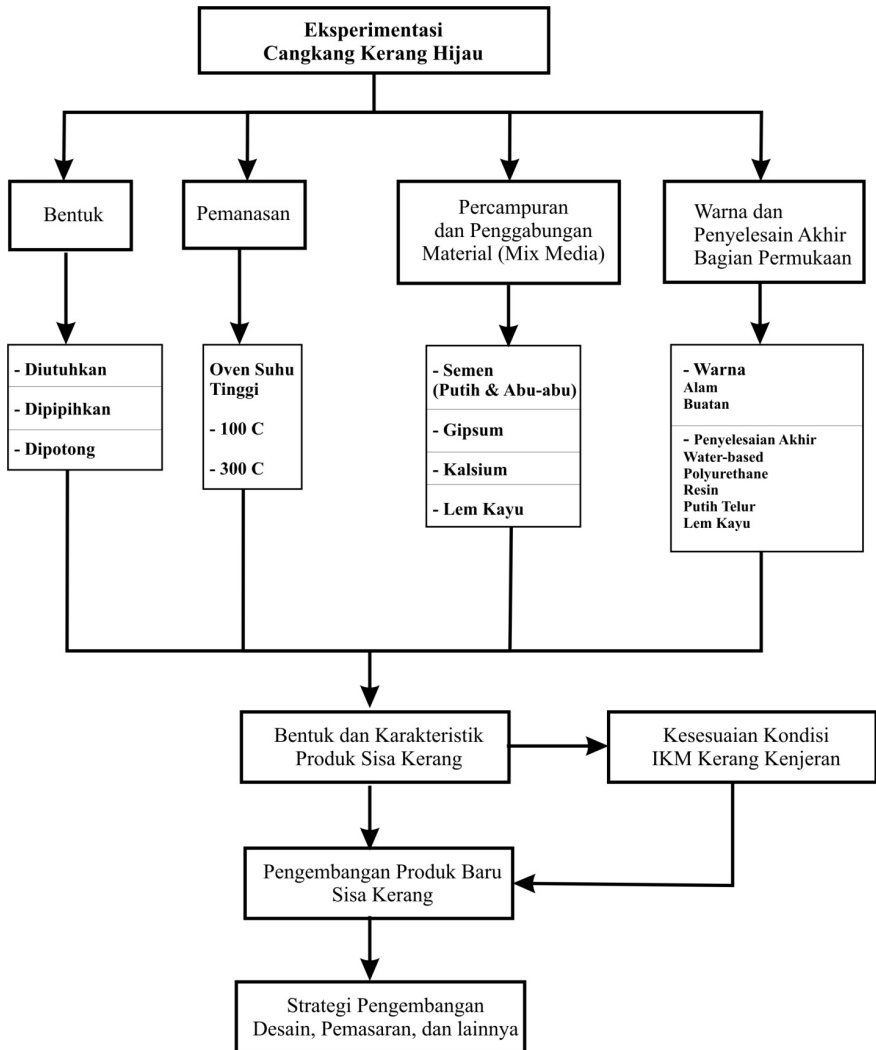 Eksperimentasi
Cangkang Kerang Hijau
Bentuk
Pemanasan
Percampuran
dan Penggabungan
Material (Mix Media)
Warna dan
Penyelesain Akhir
Bagian Permukaan
- Diutuhkan
- Dipipihkan
- Dipotong
Oven Suhu
Tinggi
- 100 C
- 300 C
- Semen
(Putih & Abu-abu)
- Gipsum
- Kalsium
- Lem Kayu
- Warna
Alam
Buatan
- Penyelesaian Akhir
Water-based
Polyurethane
Resin
Putih Telur
Lem Kayu
Bentuk dan Karakteristik
Produk Sisa Kerang
Kesesuaian Kondisi
IKM Kerang Kenjeran
Pengembangan Produk Baru
Sisa Kerang
Strategi Pengembangan
Desain, Pemasaran, dan lainnya